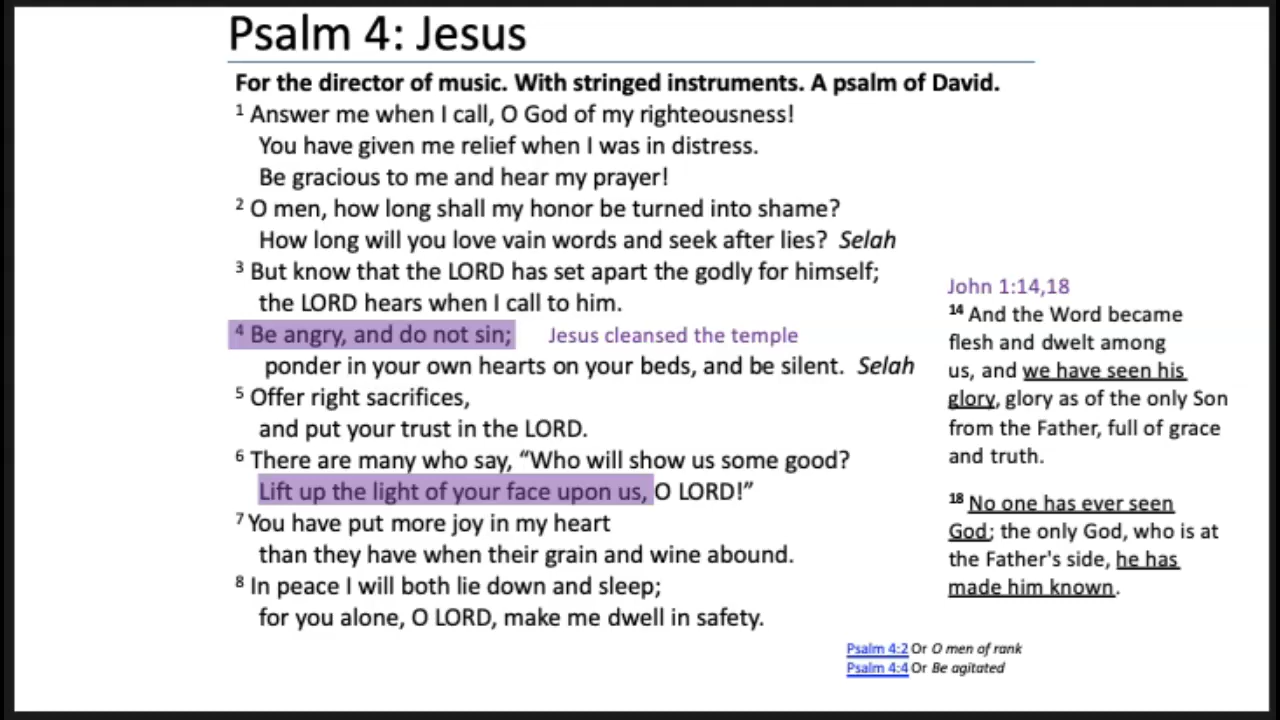 Psalm 4: Jesus
For the director of music. With stringed instruments. A psalm of David.
1 Answer me when I call, O God of my righteousness!
You have given me relief when I was in distress.
Be gracious to me and hear my prayer!
2 O men, how long shall my honor be turned into shame?
How long will you love vain words and seek after lies? Selah
3 But know that the LORD has set apart the godly for himself;
the LORD hears when I call to him.
4 Be angry, and do not sin; Jesus cleansed the temple
ponder in your own hearts on your beds, and be silent. Selah
5 Offer right sacrifices,
and put your trust in the LORD.
6 There are many who say, “Who will show us some good?
Lift up the light of your face upon us, O LORD!”
7 You have put more joy in my heart
than they have when their grain and wine abound.
8 In peace I will both lie down and sleep;
for you alone, O LORD, make me dwell in safety.
John 1:14,18
14 And the Word became
flesh and dwelt among
us, and we have seen his
glory, glory as of the only Son
from the Father, full of grace
and truth.
18 No one has ever seen
God; the only God, who is at
the Father's side, he has
made him known.
Psalm 4:2 Or O men of rank
Psalm 4:4 Or Be agitated